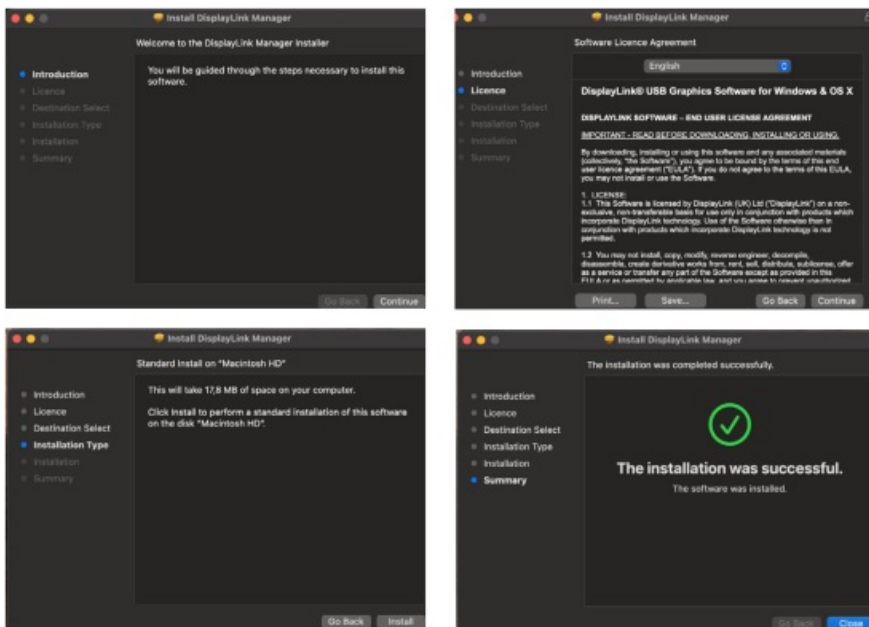 Install DisplayLink Manager
Welcome to the DisplayLink Manager Installer
Introduction
Licence
Destination Select
Installation Type
Installation
Summary
You will be guided through the steps necessary to install this
software.
Go Back
Continue
Install DisplayLink Manager
Software Licence Agreement
Introduction
Licence
Destination Select
Installation Type
Installation
Summary
English
DisplayLink® USB Graphics Software for Windows & OS X
DISPLAYLINK SOFTWARE – END USER LICENSE AGREEMENT
IMPORTANT - READ BEFORE DOWNLOADING, INSTALLING OR USING.
By downloading, installing or using this software and any associated materials
(collectively, "the Software"), you agree to be bound by the terms of this end
user licence agreement ("EULA"). If you do not agree to the terms of this EULA,
you may not install or use the Software.
1. LICENSE:
1.1 This Software is licensed by DisplayLink (UK) Ltd ("DisplayLink") on a non-
exclusive, non-transferable basis for use only in conjunction with products which
incorporate DisplayLink technology. Use of the Software otherwise than in
conjunction with products which incorporate DisplayLink technology is not
permitted.
1.2 You may not install, copy, modify, reverse engineer, decompile,
disassemble, create derivative works from, rent, sell, distribute, sublicense, offer
as a service or transfer any part of the Software except as provided in this
EULA or as permitted by applicable law, and you agree to prevent unauthorized
Print...
Save...
Go Back
Continue
Install DisplayLink Manager
Standard Install on "Macintosh HD"
Introduction
Licence
Destination Select
Installation Type
Installation
Summary
This will take 17,8 MB of space on your computer.
Click Install to perform a standard installation of this software
on the disk "Macintosh HD".
Go Back
Install
Install DisplayLink Manager
The installation was completed successfully.
Introduction
Licence
Destination Select
Installation Type
Installation
Summary
The installation was successful.
The software was installed.
Go Back
Close